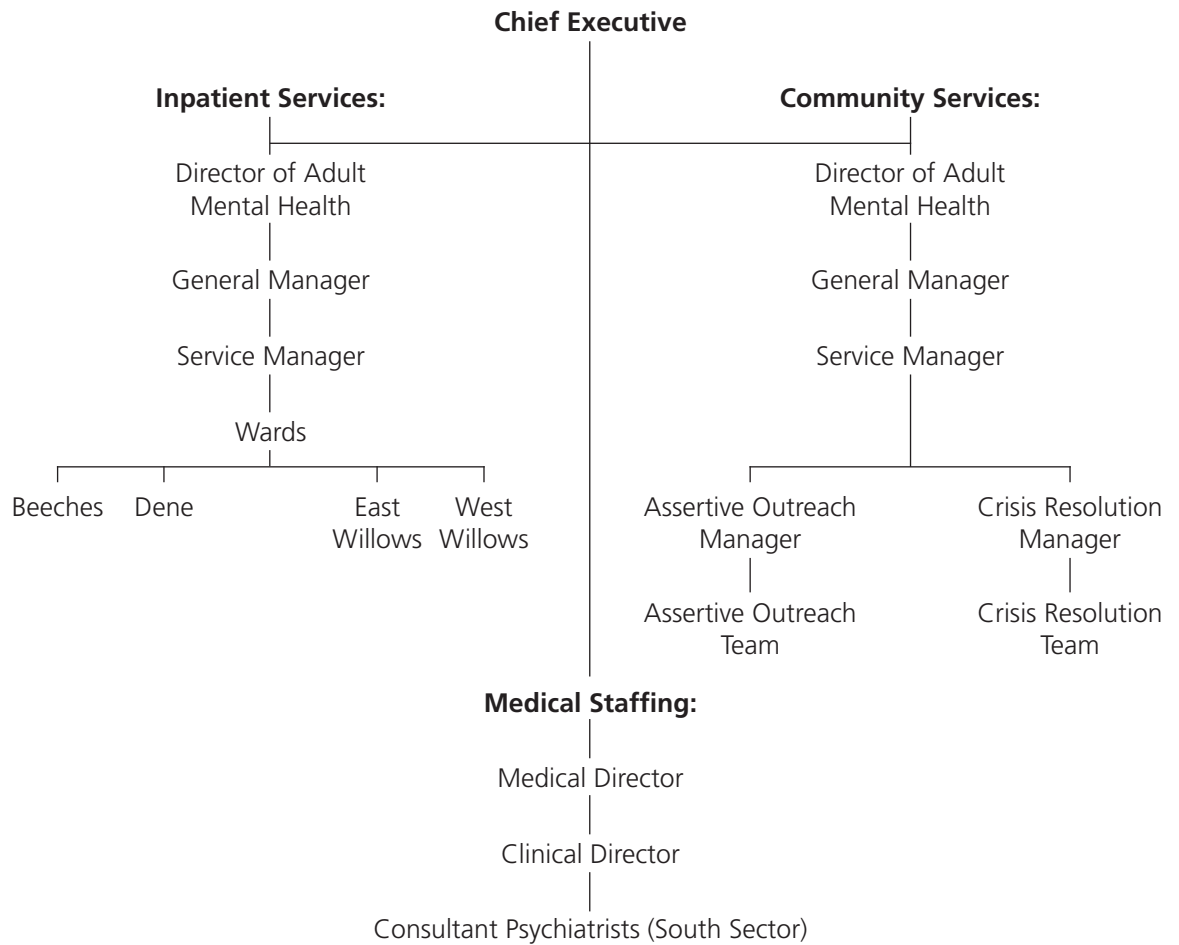 Chief Executive
Inpatient Services:
Community Services:
Director of Adult
Mental Health
Director of Adult
Mental Health
General Manager
General Manager
Service Manager
Service Manager
Wards
Beeches
Dene
East
Willows
West
Willows
Assertive Outreach
Manager
Crisis Resolution
Manager
Assertive Outreach
Team
Crisis Resolution
Team
Medical Staffing:
Medical Director
Clinical Director
Consultant Psychiatrists (South Sector)